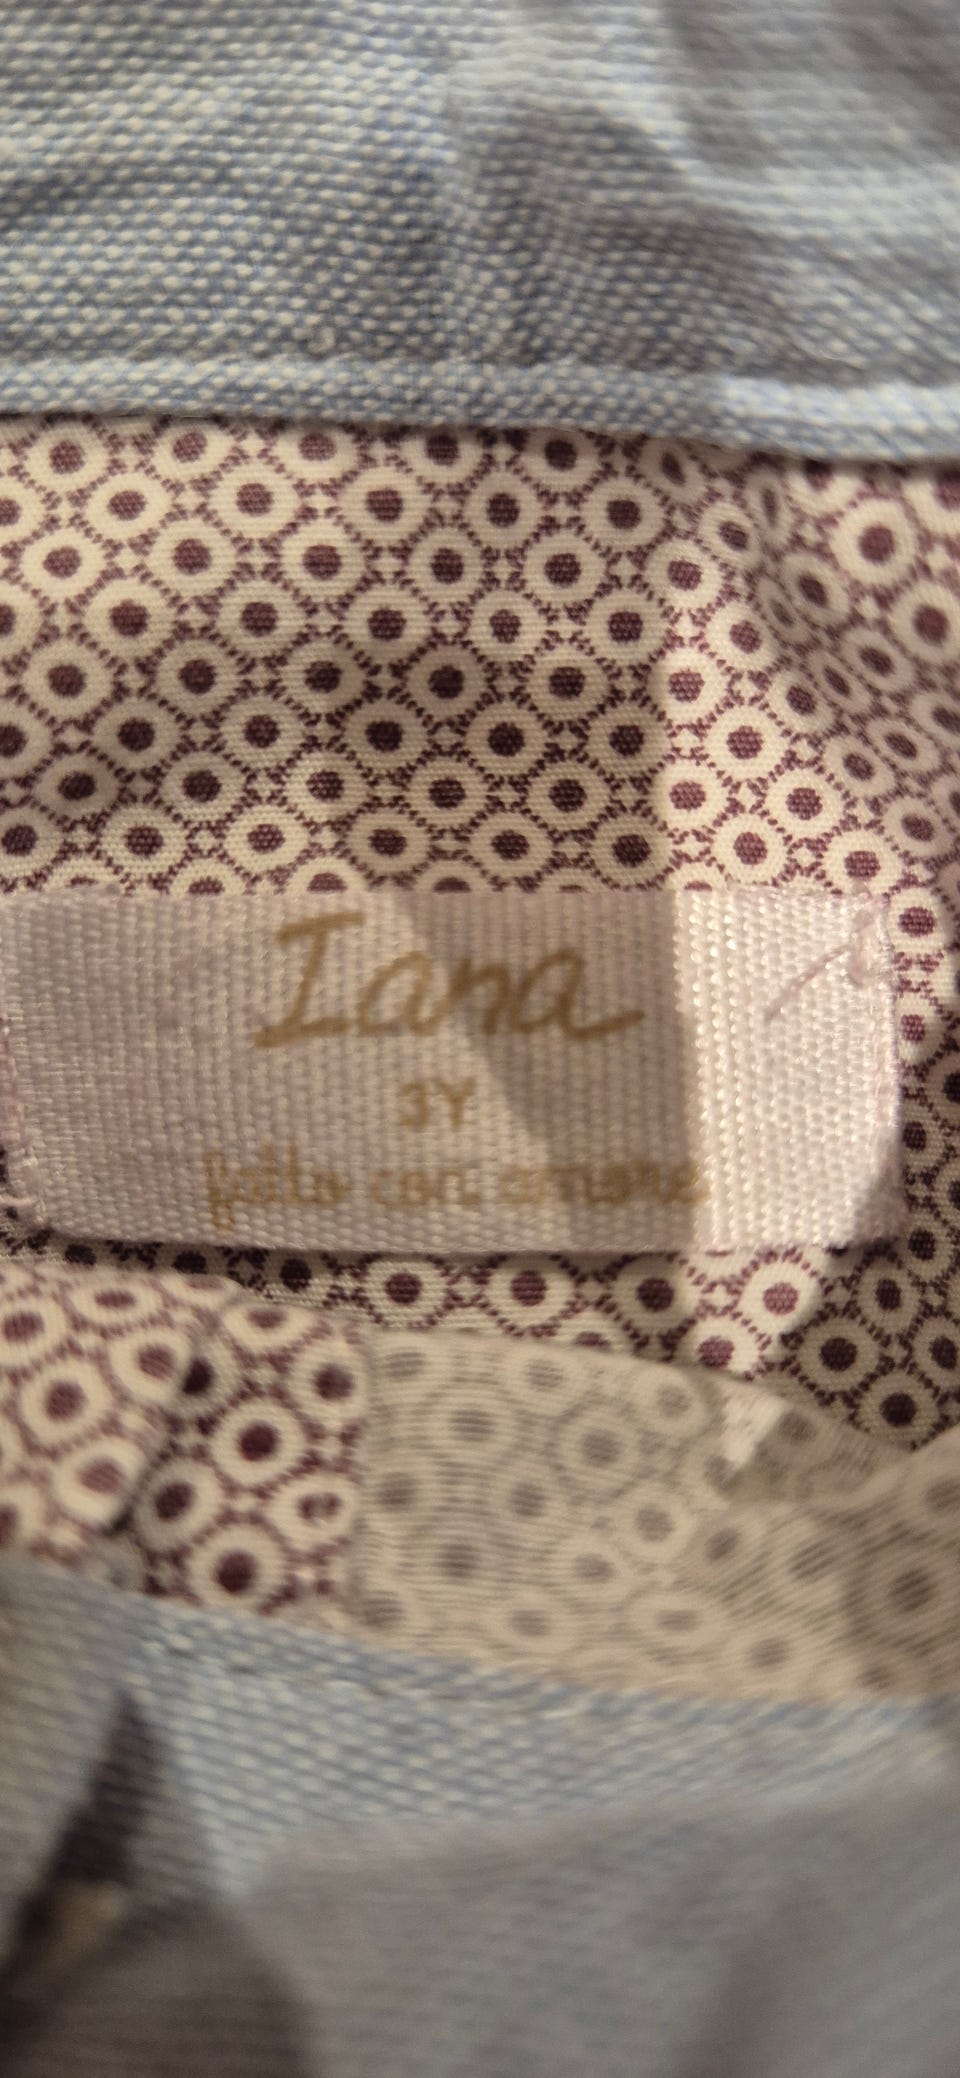 Iana
3Y
fatto con amore